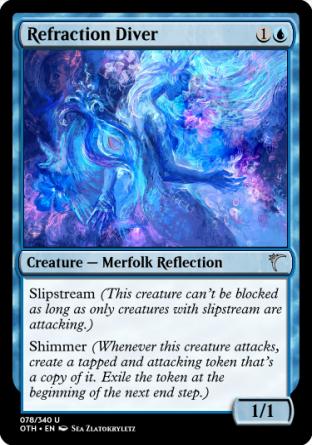 Refraction Diver 1
Creature — Merfolk Reflection
Slipstream (This creature can't be blocked
as long as only creatures with slipstream are
attacking.)
Shimmer (Whenever this creature attacks,
create a tapped and attacking token that's
a copy of it. Exile the token at the
beginning of the next end step.)
1/1
078/340 U
OTH • EN Sea Zlatokryletz